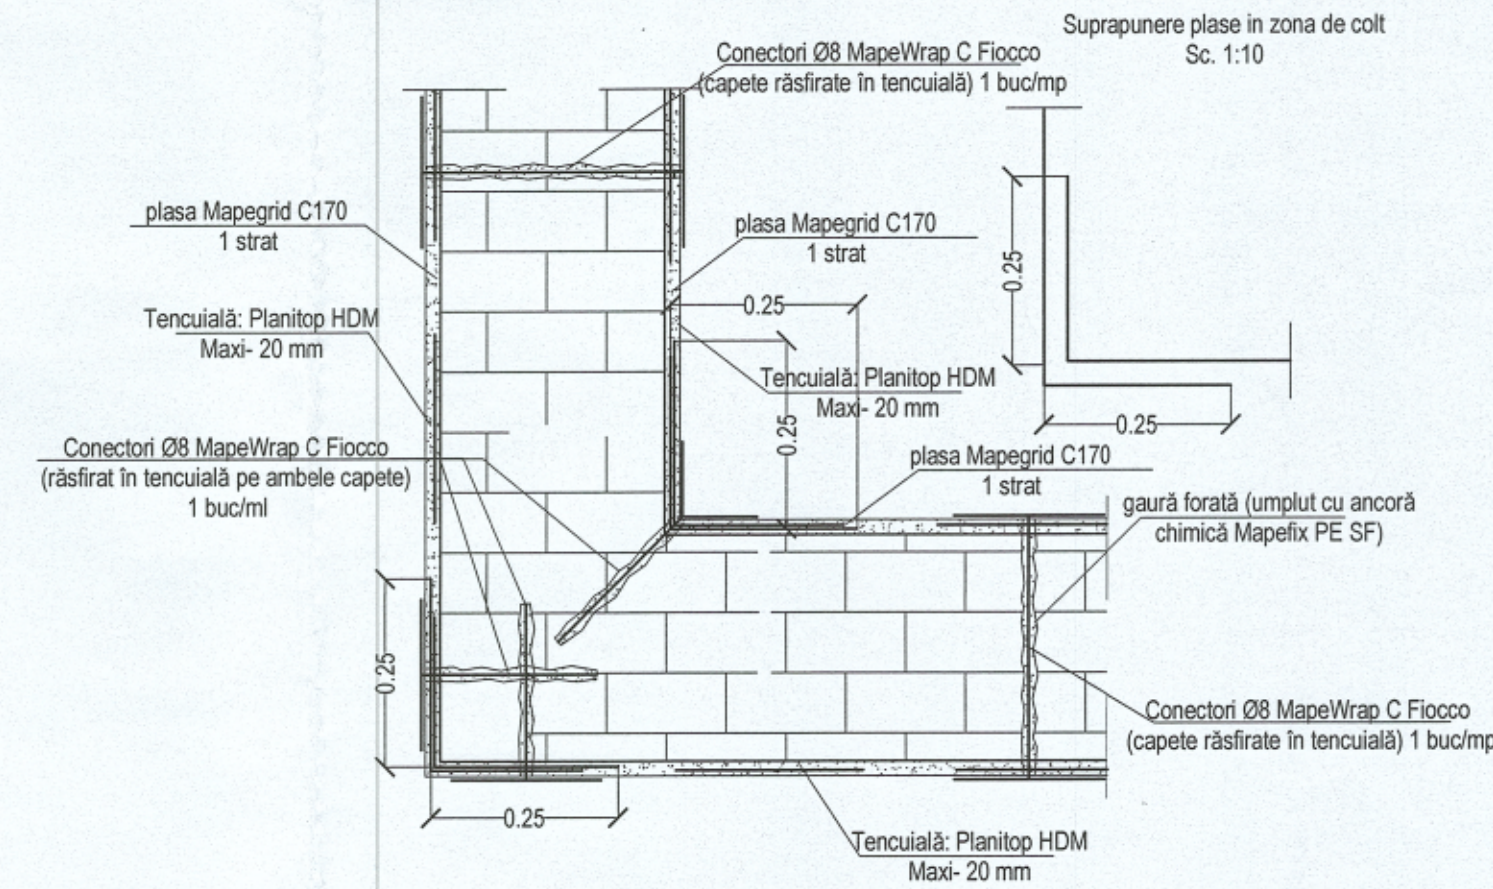 Suprapunere plase in zona de colt
Sc. 1:10
Conectori Ø8 MapeWrap C Fiocco
(capete răsfirate în tencuială) 1 buc/mp
plasa Mapegrid C170
1 strat
plasa Mapegrid C170
1 strat
0.25
0.25
Tencuială: Planitop HDM
Maxi- 20 mm
Tencuială: Planitop HDM
Maxi- 20 mm
0.25
0.25
Conectori Ø8 MapeWrap C Fiocco
(răsfirat în tencuială pe ambele capete)
1 buc/ml
plasa Mapegrid C170
1 strat
gaură forată (umplut cu ancoră
chimică Mapefix PE SF)
0.25
Conectori Ø8 MapeWrap C Fiocco
(capete răsfirate în tencuială) 1 buc/mp
0.25
Tencuială: Planitop HDM
Maxi- 20 mm